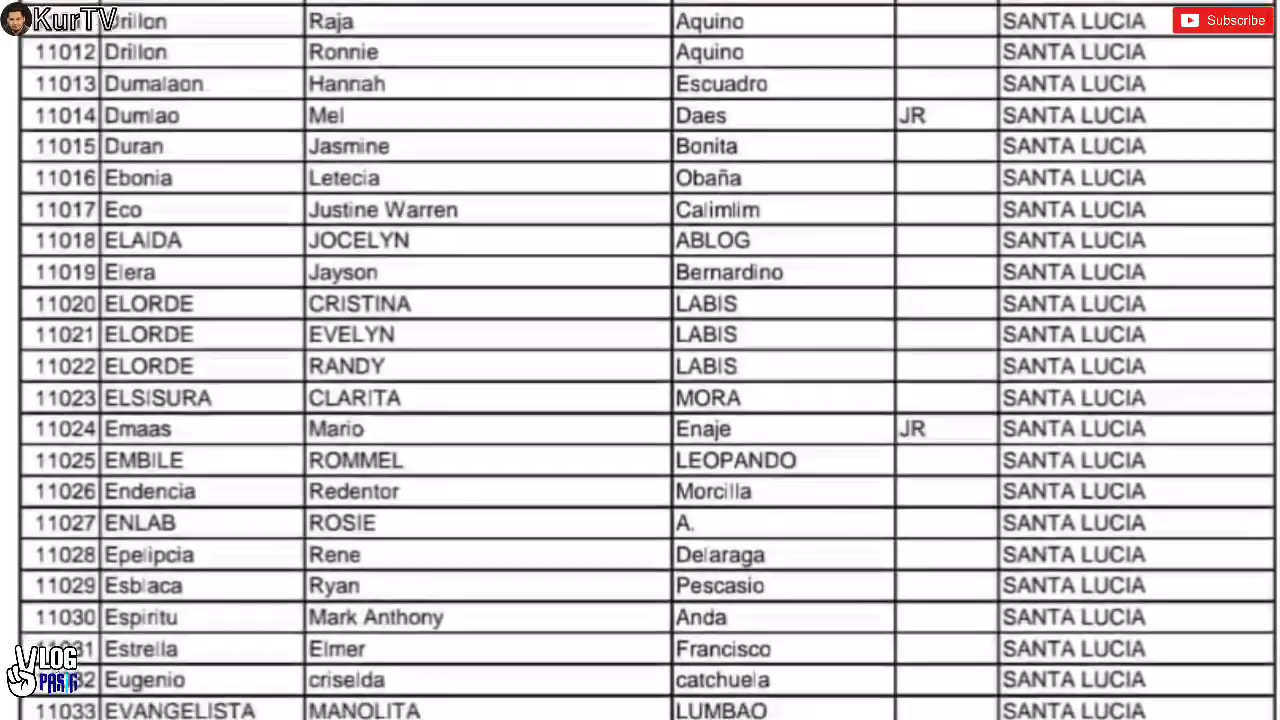 KurTV Drillon Raja Aquino SANTA LUCIA Subscribe
11012 Drillon Ronnie Aquino SANTA LUCIA
11013 Dumalaon Hannah Escuadro SANTA LUCIA
11014 Dumlao Mel Daes JR SANTA LUCIA
11015 Duran Jasmine Bonita SANTA LUCIA
11016 Ebonia Letecia Obaña SANTA LUCIA
11017 Eco Justine Warren Calimlim SANTA LUCIA
11018 ELAIDA JOCELYN ABLOG SANTA LUCIA
11019 Elera Jayson Bernardino SANTA LUCIA
11020 ELORDE CRISTINA LABIS SANTA LUCIA
11021 ELORDE EVELYN LABIS SANTA LUCIA
11022 ELORDE RANDY LABIS SANTA LUCIA
11023 ELSISURA CLARITA MORA SANTA LUCIA
11024 Emaas Mario Enaje JR SANTA LUCIA
11025 EMBILE ROMMEL LEOPANDO SANTA LUCIA
11026 Endencia Redentor Morcilla SANTA LUCIA
11027 ENLAB ROSIE A. SANTA LUCIA
11028 Epelipcia Rene Delaraga SANTA LUCIA
11029 Esblaca Ryan Pescasio SANTA LUCIA
11030 Espiritu Mark Anthony Anda SANTA LUCIA
Estrella Elmer Francisco SANTA LUCIA
VLOG
PASIG
Eugenio criselda catchuela SANTA LUCIA
11033 EVANGELISTA MANOLITA LUMBAO SANTA LUCIA